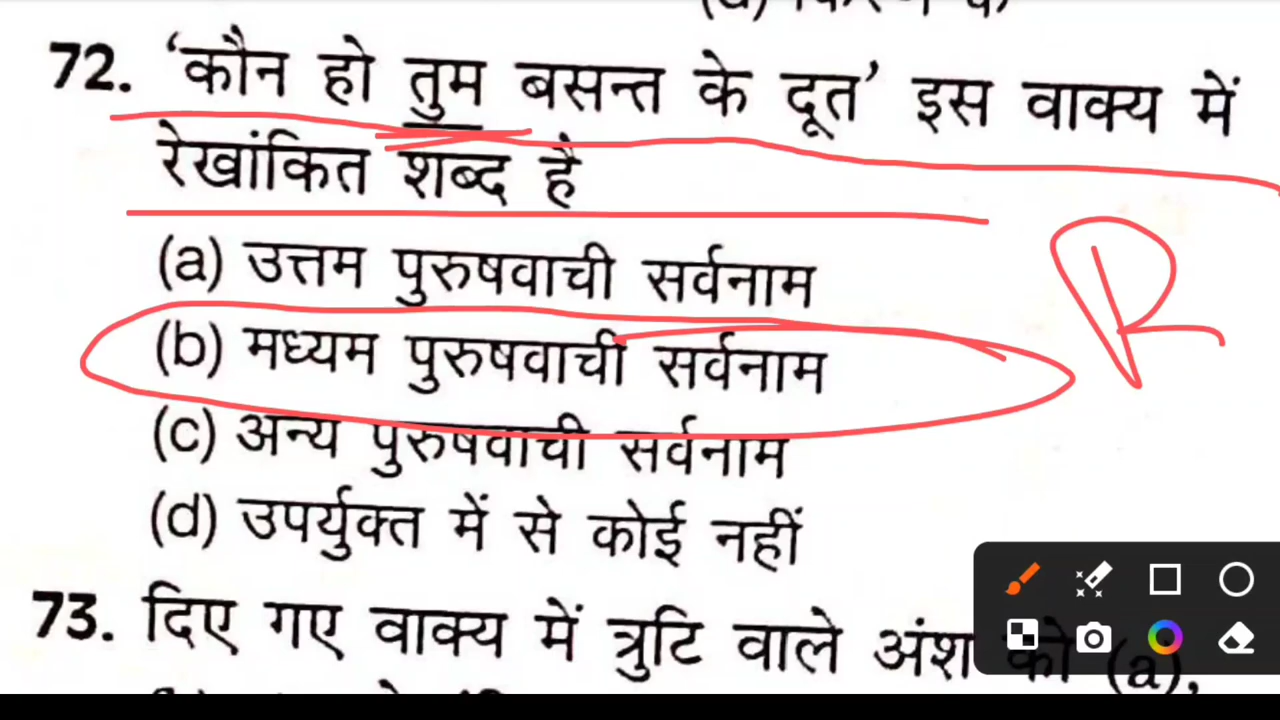 72. ‘कौन हो तुम बसन्त के दूत’ इस वाक्य में
रेखांकित शब्द है
(a) उत्तम पुरुषवाची सर्वनाम
(b) मध्यम पुरुषवाची सर्वनाम
(c) अन्य पुरुषवाची सर्वनाम
(d) उपर्युक्त में से कोई नहीं
R
73. दिए गए वाक्य में त्रुटि वाले अंश को (a),